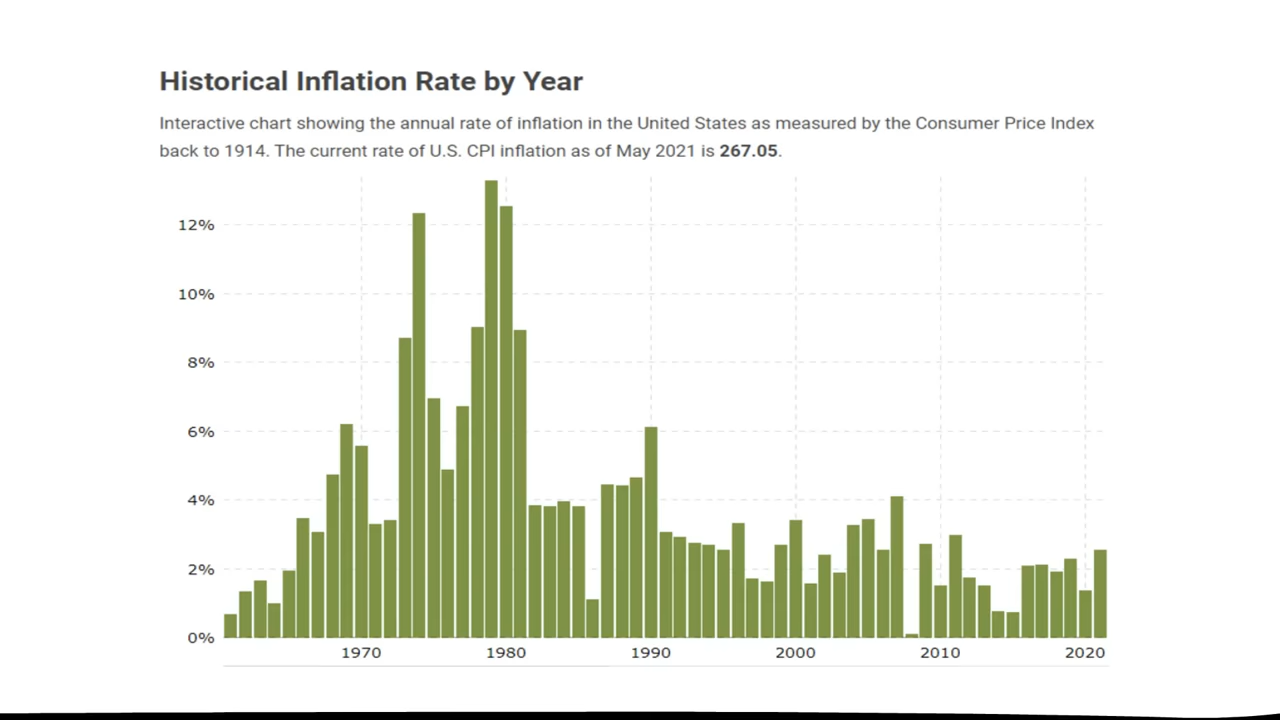 Historical Inflation Rate by Year
Interactive chart showing the annual rate of inflation in the United States as measured by the Consumer Price Index
back to 1914. The current rate of U.S. CPI inflation as of May 2021 is 267.05.
12%
10%
8%
6%
4%
2%
0%
1970 1980 1990 2000 2010 2020